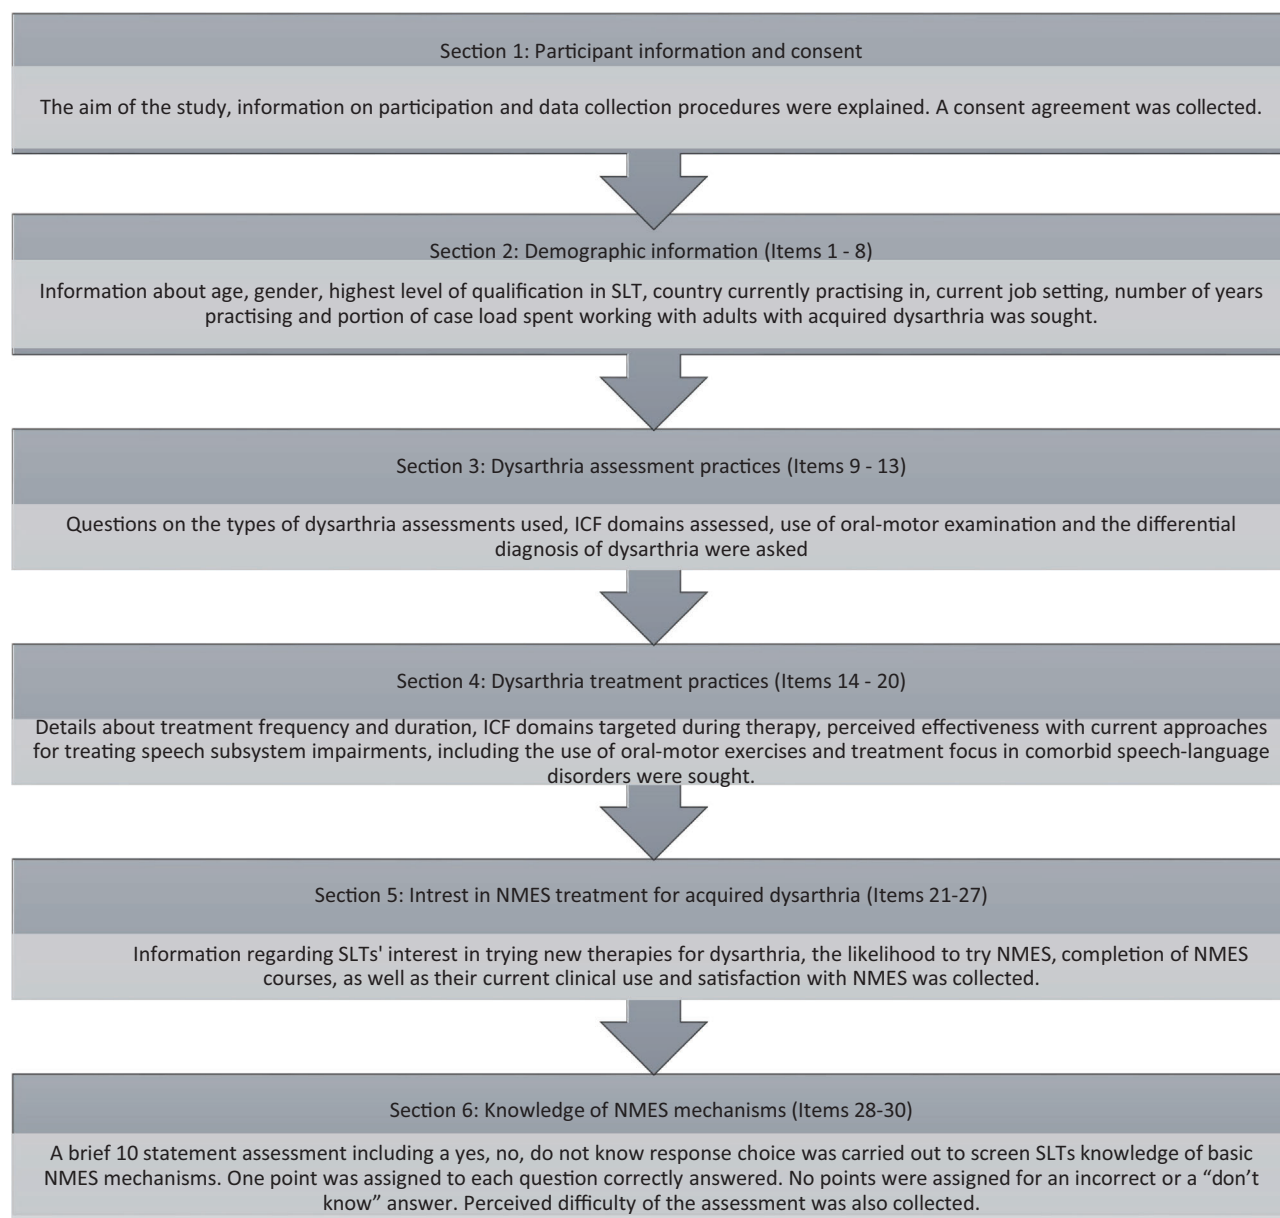 Section 1: Participant information and consent
The aim of the study, information on participation and data collection procedures were explained. A consent agreement was collected.
Section 2: Demographic information (Items 1 - 8)
Information about age, gender, highest level of qualification in SLT, country currently practising in, current job setting, number of years
practising and portion of case load spent working with adults with acquired dysarthria was sought.
Section 3: Dysarthria assessment practices (Items 9 - 13)
Questions on the types of dysarthria assessments used, ICF domains assessed, use of oral-motor examination and the differential
diagnosis of dysarthria were asked
Section 4: Dysarthria treatment practices (Items 14 - 20)
Details about treatment frequency and duration, ICF domains targeted during therapy, perceived effectiveness with current approaches
for treating speech subsystem impairments, including the use of oral-motor exercises and treatment focus in comorbid speech-language
disorders were sought.
Section 5: Intrest in NMES treatment for acquired dysarthria (Items 21-27)
Information regarding SLTs' interest in trying new therapies for dysarthria, the likelihood to try NMES, completion of NMES
courses, as well as their current clinical use and satisfaction with NMES was collected.
Section 6: Knowledge of NMES mechanisms (Items 28-30)
A brief 10 statement assessment including a yes, no, do not know response choice was carried out to screen SLTs knowledge of basic
NMES mechanisms. One point was assigned to each question correctly answered. No points were assigned for an incorrect or a “don’t
know” answer. Perceived difficulty of the assessment was also collected.